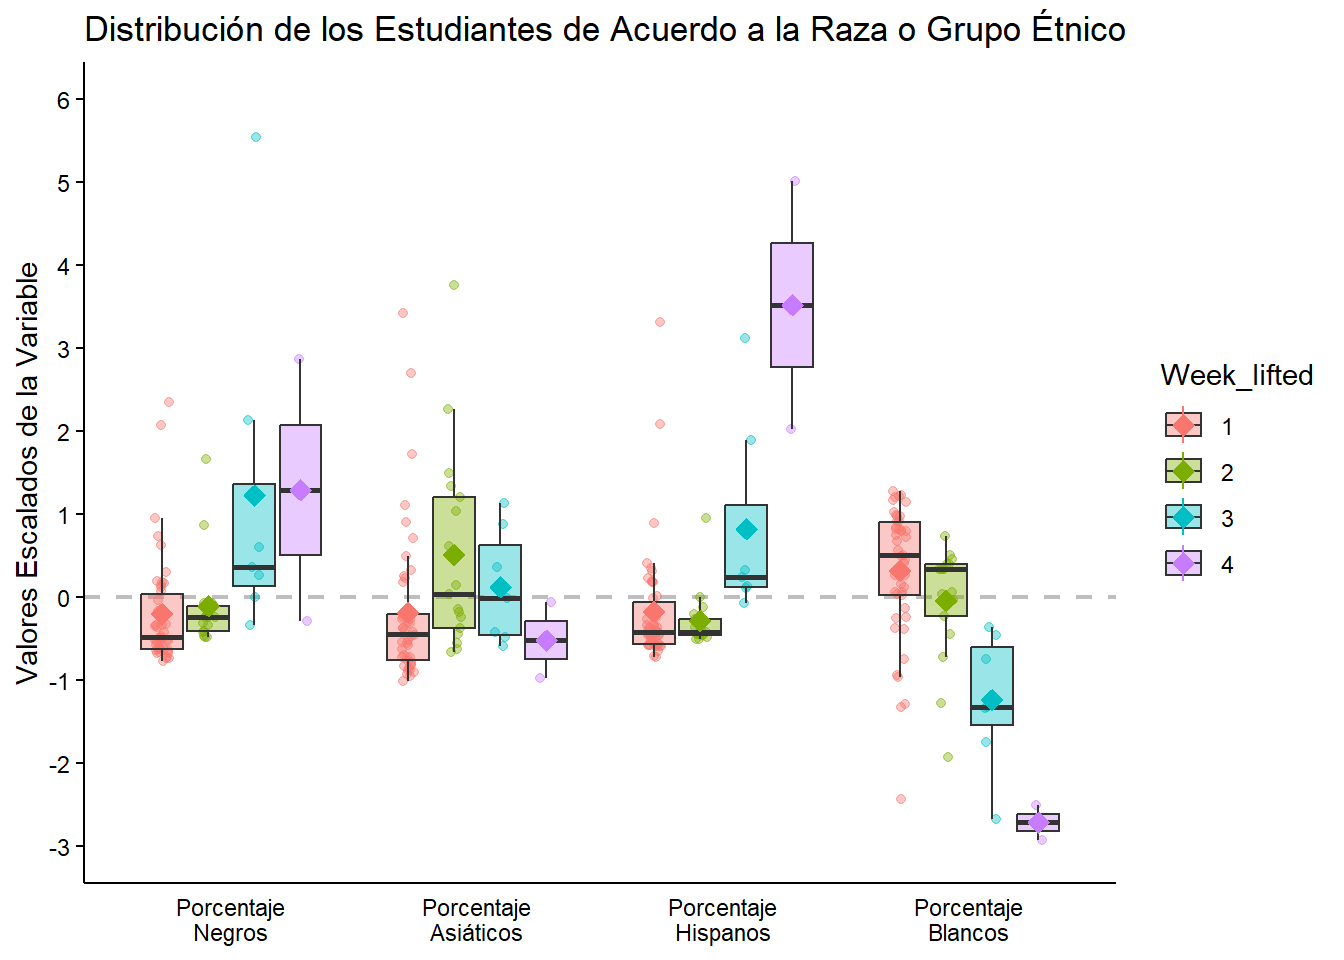 Distribución de los Estudiantes de Acuerdo a la Raza o Grupo Étnico
Valores Escalados de la Variable
6
5
4
3
2
1
0
-1
-2
-3
Porcentaje
Negros
Porcentaje
Asiáticos
Porcentaje
Hispanos
Porcentaje
Blancos
Week_lifted
1
2
3
4